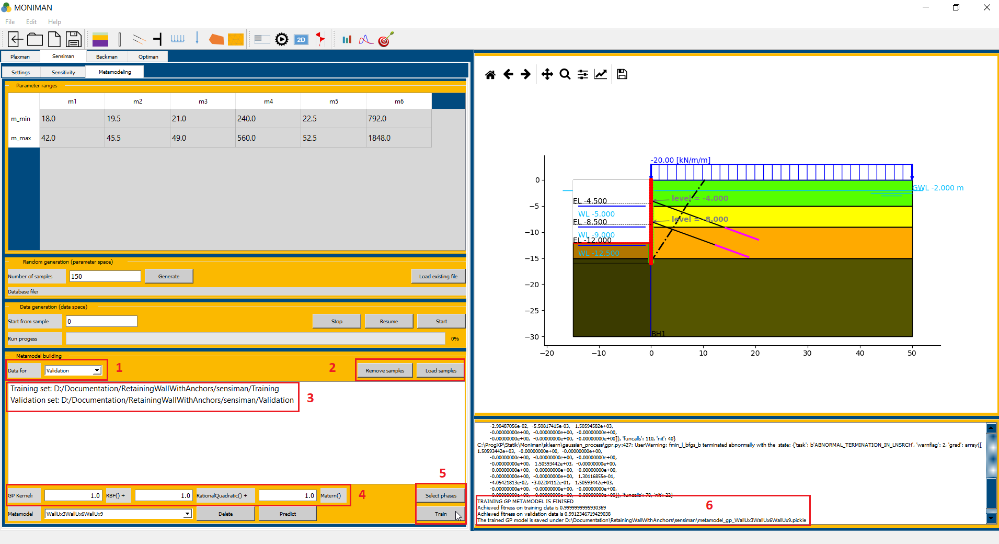 MONIMAN
File Edit Help
2D
Plaxman Sensiman Backman Optiman
Settings Sensitivity Metamodeling
Parameter ranges
m1 m2 m3 m4 m5 m6
m_min 18.0 19.5 21.0 240.0 22.5 792.0
m_max 42.0 45.5 49.0 560.0 52.5 1848.0
Random generation (parameter space)
Number of samples 150 Generate Load existing file
Database file:
Data generation (data space)
Start from sample 0 Stop Resume Start
Run progess 0%
Metamodel building
Data for Validation 1 2 Remove samples Load samples
Training set: D:/Documentation/RetainingWallWithAnchors/sensiman/Training
Validation set: D:/Documentation/RetainingWallWithAnchors/sensiman/Validation
3
5
GP Kernel: 1.0 RBF() + 1.0 RationalQuadratic() + 1.0 Matern() 4 Select phases
Metamodel WallUx3WallUx6WallUx9 Delete Predict Train
-20.00 [kN/m/m]
GWL -2.000 m
EL -4.500
level = -4.000
WL -5.000
EL -8.500
level = -8.000
WL -9.000
EL -12.000
WL -12.500
BH1
0
−5
−10
−15
−20
−25
−30
−20 −10 0 10 20 30 40 50
-2.90487056e-02, -5.50817415e-03, 1.50594582e+03,
-0.00000000e+00, -0.00000000e+00, -0.00000000e+00,
-0.00000000e+00, -0.00000000e+00, -0.00000000e+00]), 'funcalls': 110, 'nit': 40}
C:\ProgXP\Statik\Moniman\sklearn\gaussian_process\gpr.py:427: UserWarning: fmin_l_bfgs_b terminated abnormally with the state: {'task': b'ABNORMAL_TERMINATION_IN_LNSRCH', 'warnflag': 2, 'grad': array([
1.50593442e+03, -0.00000000e+00, -0.00000000e+00,
-0.00000000e+00, -0.00000000e+00, -0.00000000e+00,
-0.00000000e+00, 1.50593442e+03, -0.00000000e+00,
-0.00000000e+00, -0.00000000e+00, -0.00000000e+00,
-0.00000000e+00, -0.00000000e+00, 1.30116855e-01,
-4.05421813e-02, -3.02204112e-01, 1.50593442e+03,
-0.00000000e+00, -0.00000000e+00, -0.00000000e+00,
-0.00000000e+00, -0.00000000e+00, -0.00000000e+00]), 'funcalls': 78, 'nit': 23}
TRAINING GP METAMODEL IS FINISED
Achieved fitness on training data is 0.9999999995930369
Achieved fitness on validation data is 0.9912346719429038
The trained GP model is saved under D:\Documentation\RetainingWallWithAnchors\sensiman\metamodel_gp_WallUx3WallUx6WallUx9.pickle
6